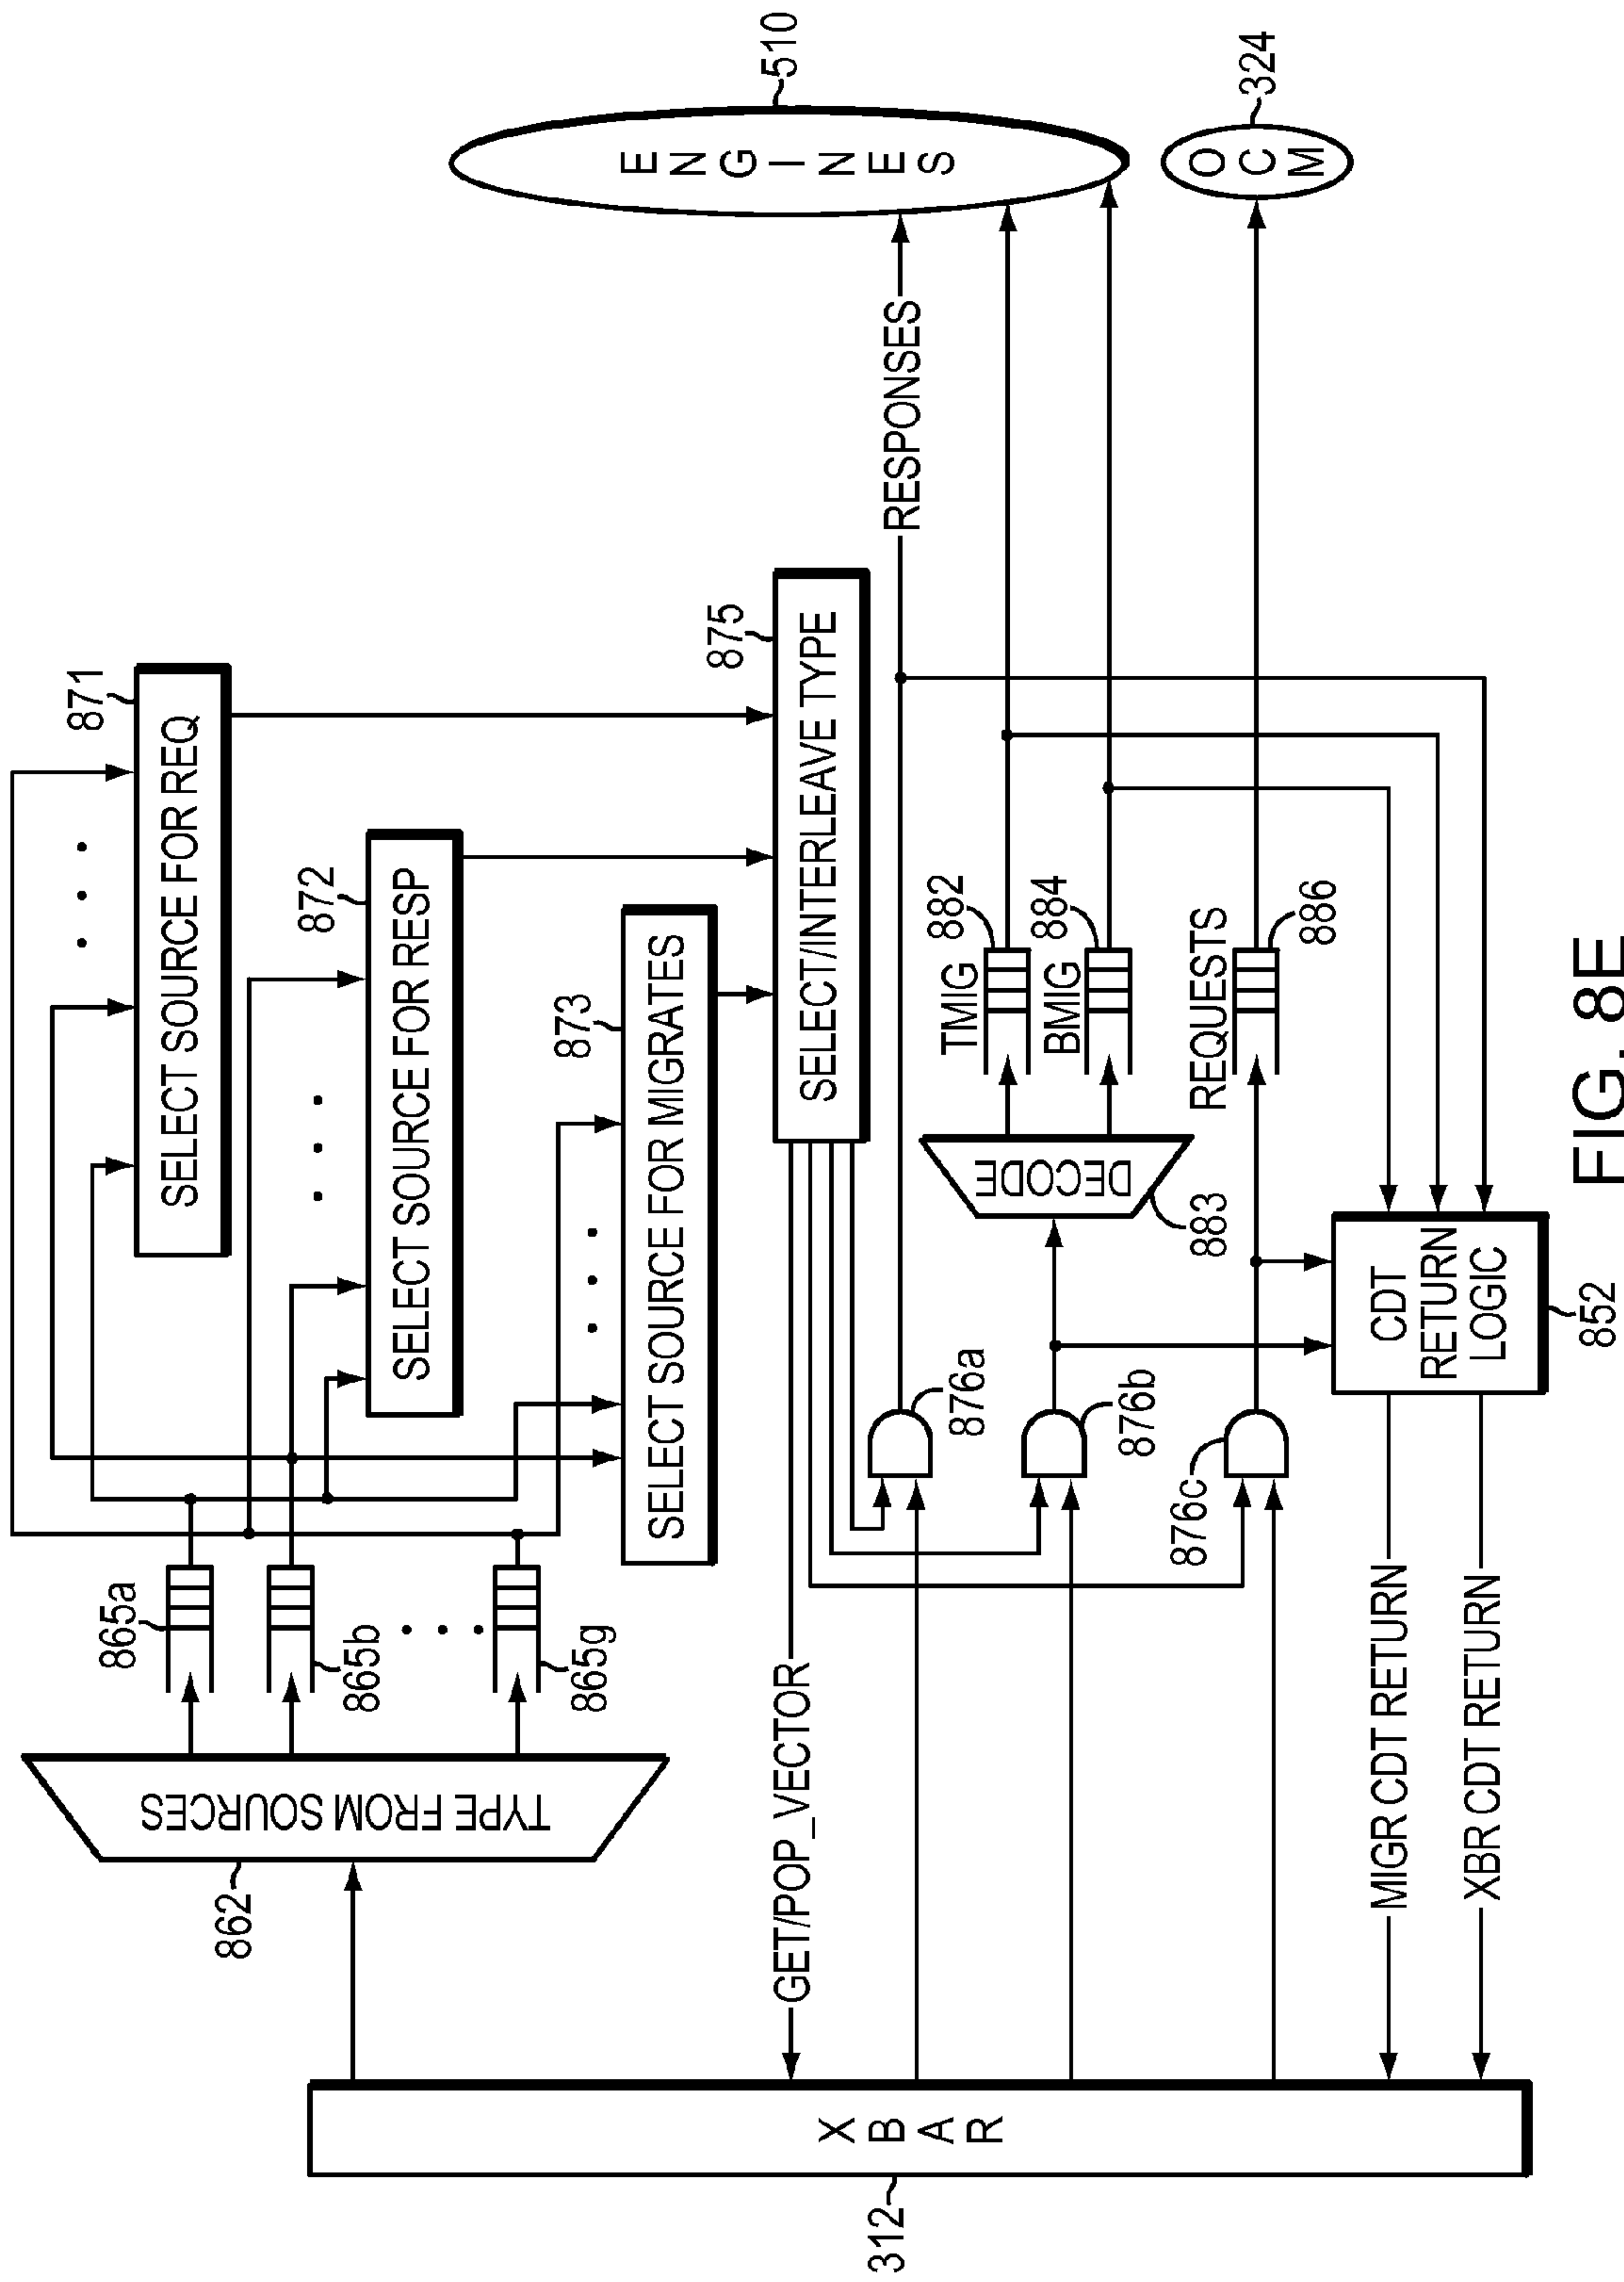 871
SELECT SOURCE FOR REQ
872
SELECT SOURCE FOR RESP
873
SELECT SOURCE FOR MIGRATES
865a
865b
865g
TYPE FROM SOURCES
862
875
SELECT/INTERLEAVE TYPE
GET/POP_VECTOR
RESPONSES
ENGINES
510
OCM
324
XBAR
312
876a
876b
876c
DECODE
883
TMIG
882
BMIG
884
REQUESTS
886
CDT
RETURN
LOGIC
852
MIGR CDT RETURN
XBR CDT RETURN
FIG. 8E